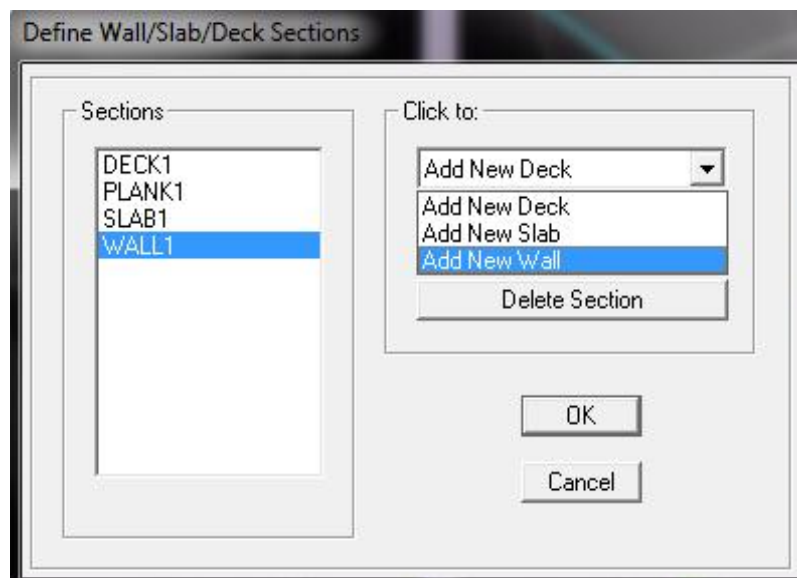 Define Wall/Slab/Deck Sections
Sections
DECK1
PLANK1
SLAB1
WALL1
Click to:
Add New Deck
Add New Deck
Add New Slab
Add New Wall
Delete Section
OK
Cancel